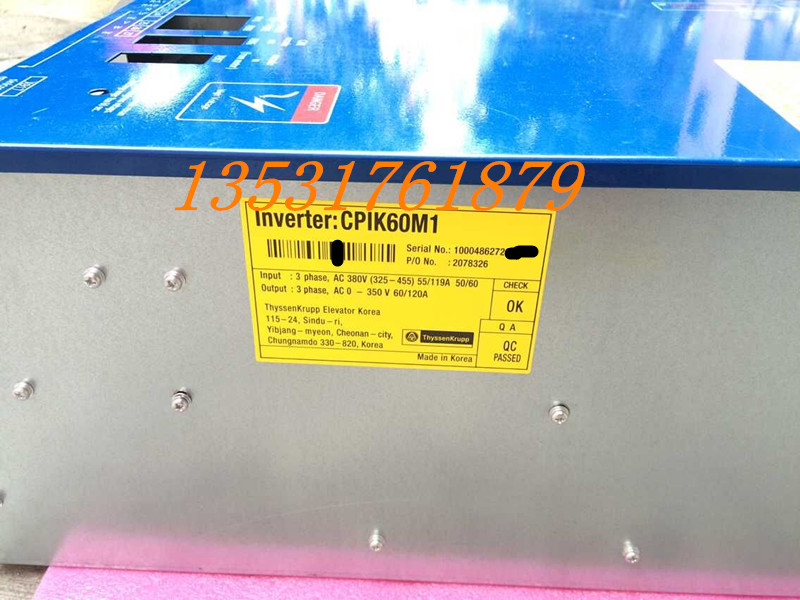 DANGER
13531761879
Inverter:CPIK60M1
Serial No.: 1000486272
P/O No. : 2078326
Input : 3 phase, AC 380V (325-455) 55/119A 50/60
Output : 3 phase, AC 0 - 350 V 60/120A
CHECK
OK
ThyssenKrupp Elevator Korea
115-24, Sindu-ri,
Yibjang-myeon, Cheonan-city,
Chungnamdo 330-820, Korea
ThyssenKrupp
Q A
QC
PASSED
Made in Korea